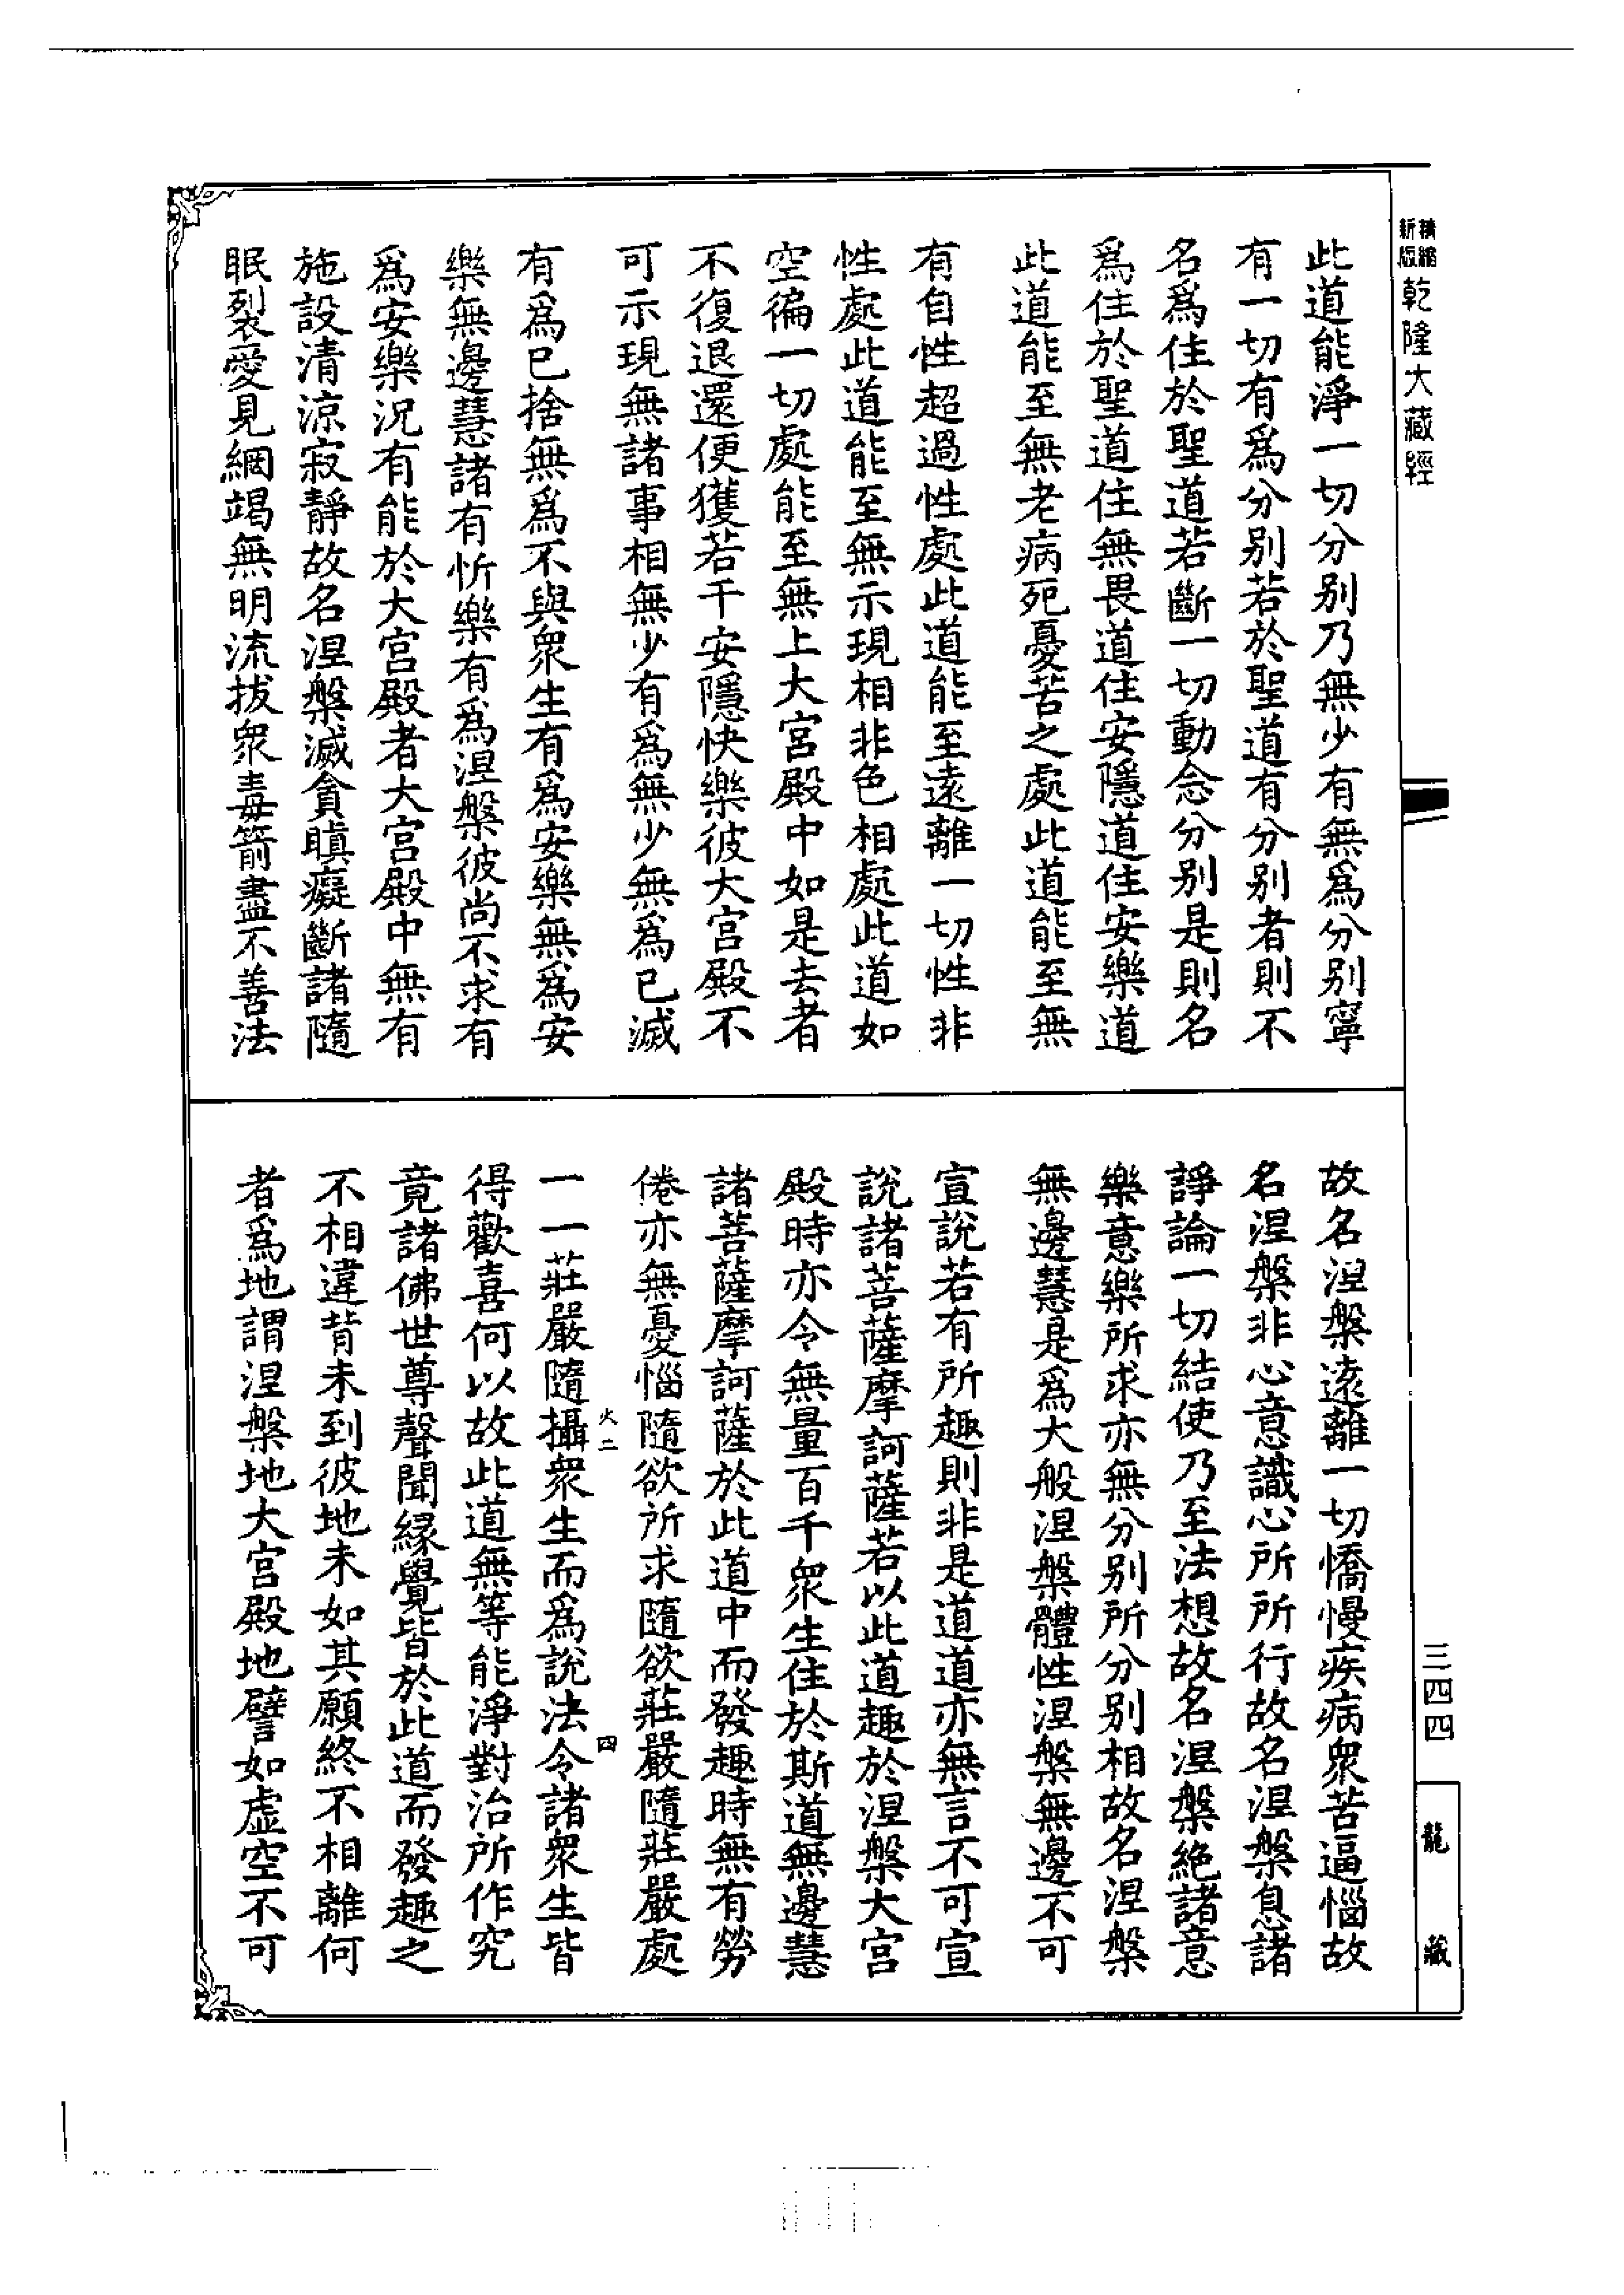 精縮
新版
乾隆大藏經
此道能淨一切分別乃無少有無為分別寧
有一切有為分別若於聖道有分別者則不
名為住於聖道若斷一切動念分別是則名
為住於聖道住無畏道住安隱道住安樂道
此道能至無老病死憂苦之處此道能至無
有自性超過性處此道能至遠離一切性非
性處此道能至無示現相非色相處此道如
空徧一切處能至無上大宮殿中如是去者
不復退還便獲若干安隱快樂彼大宮殿不
可示現無諸事相無少有為無少無為已滅
有為已捨無為不與眾生有為安樂無為安
樂無邊慧諸有忻樂有為涅槃彼尚不求有
為安樂況有能於大宮殿者大宮殿中無有
施設清涼寂靜故名涅槃滅貪瞋癡斷諸隨
眠裂愛見網竭無明流拔眾毒箭盡不善法
故名涅槃遠離一切憍慢疾病眾苦逼惱故
名涅槃非心意識心所所行故名涅槃息諸
諍論一切結使乃至法想故名涅槃絕諸意
樂意樂所求亦無分別所分別相故名涅槃
無邊慧是為大般涅槃體性涅槃無邊不可
宣說若有所趣則非是道道亦無言不可宣
說諸菩薩摩訶薩若以此道趣於涅槃大宮
殿時亦令無量百千眾生住於斯道無邊慧
諸菩薩摩訶薩於此道中而發趣時無有勞
倦亦無憂惱隨欲所求隨欲莊嚴隨莊嚴處
一一莊嚴隨攝眾生而為說法令諸眾生皆
火二
四
得歡喜何以故此道無等能淨對治所作究
竟諸佛世尊聲聞緣覺皆於此道而發趣之
不相違背未到彼地未如其願終不相離何
者為地謂涅槃地大宮殿地譬如虛空不可
三四四
龍藏